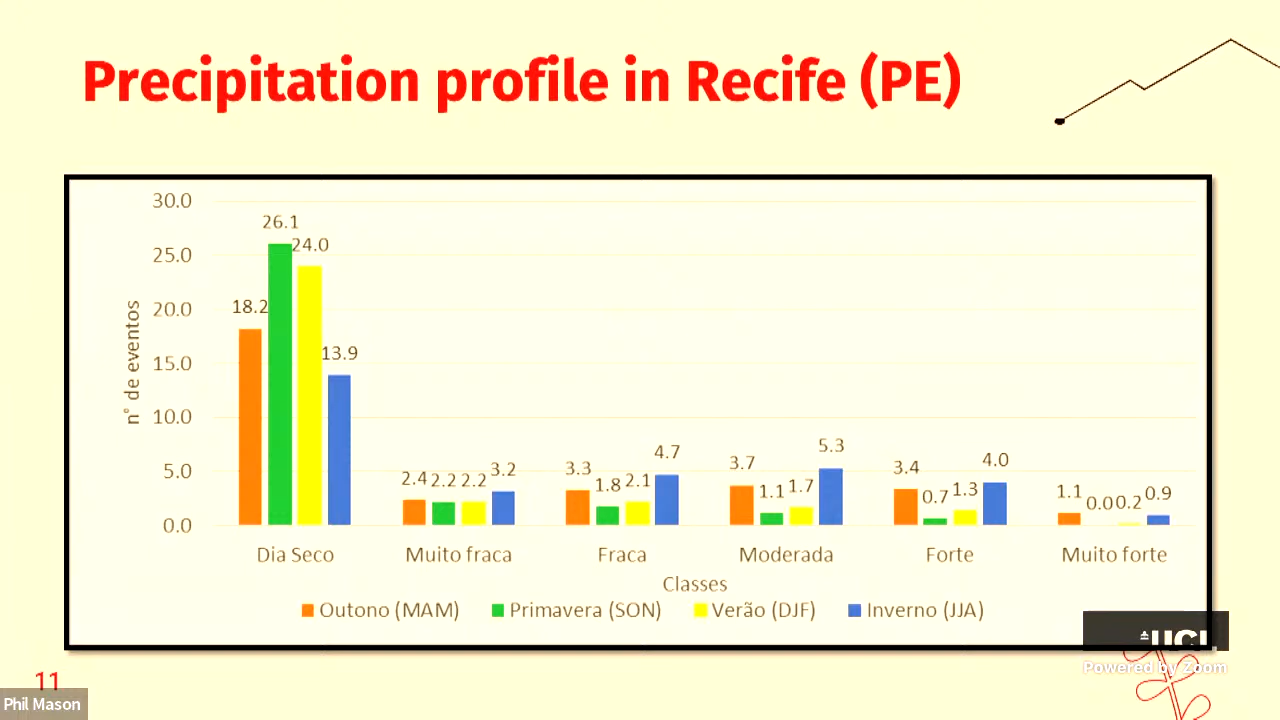 Precipitation profile in Recife (PE)
30.0
25.0
20.0
15.0
10.0
5.0
0.0
n° de eventos
18.2 26.1 24.0 13.9
2.4 2.2 2.2 3.2
3.3 1.8 2.1 4.7
3.7 1.1 1.7 5.3
3.4 0.7 1.3 4.0
1.1 0.0 0.2 0.9
Dia Seco Muito fraca Fraca Moderada Forte Muito forte
Classes
Outono (MAM) Primavera (SON) Verão (DJF) Inverno (JJA)
UCL
Powered by Zoom
11
Phil Mason